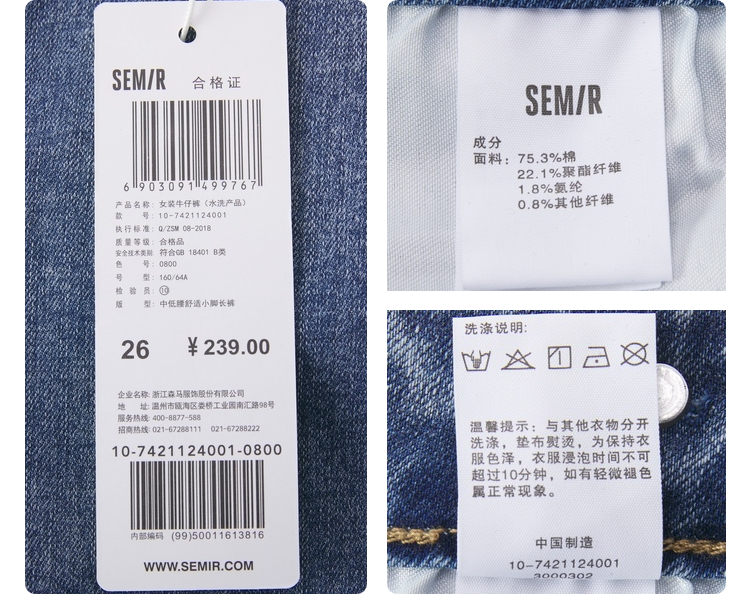 SEMIR 合格证
6 903091 499767
产品名称: 女装牛仔裤（水洗产品）
款 号: 10-7421124001
执行标准: Q/ZSM 08-2018
质量等级: 合格品
安全技术类别 符合GB 18401 B类
色 号: 0800
号 型: 160/64A
检 验 员: ⑩
版 型: 中低腰舒适小脚长裤
26 ¥ 239.00
企业名称: 浙江森马服饰股份有限公司
地 址: 温州市瓯海区娄桥工业园南汇路98号
服务热线: 400-8877-588
招商热线: 021-67288111 021-67288222
10-7421124001-0800
内部编码 (99)50011613816
WWW.SEMIR.COM
SEMIR
成分
面料: 75.3%棉
22.1%聚酯纤维
1.8%氨纶
0.8%其他纤维
洗涤说明:
温馨提示: 与其他衣物分开
洗涤, 垫布熨烫, 为保持衣
服色泽, 衣服浸泡时间不可
超过10分钟, 如有轻微褪色
属正常现象。
中国制造
10-7421124001
3000302